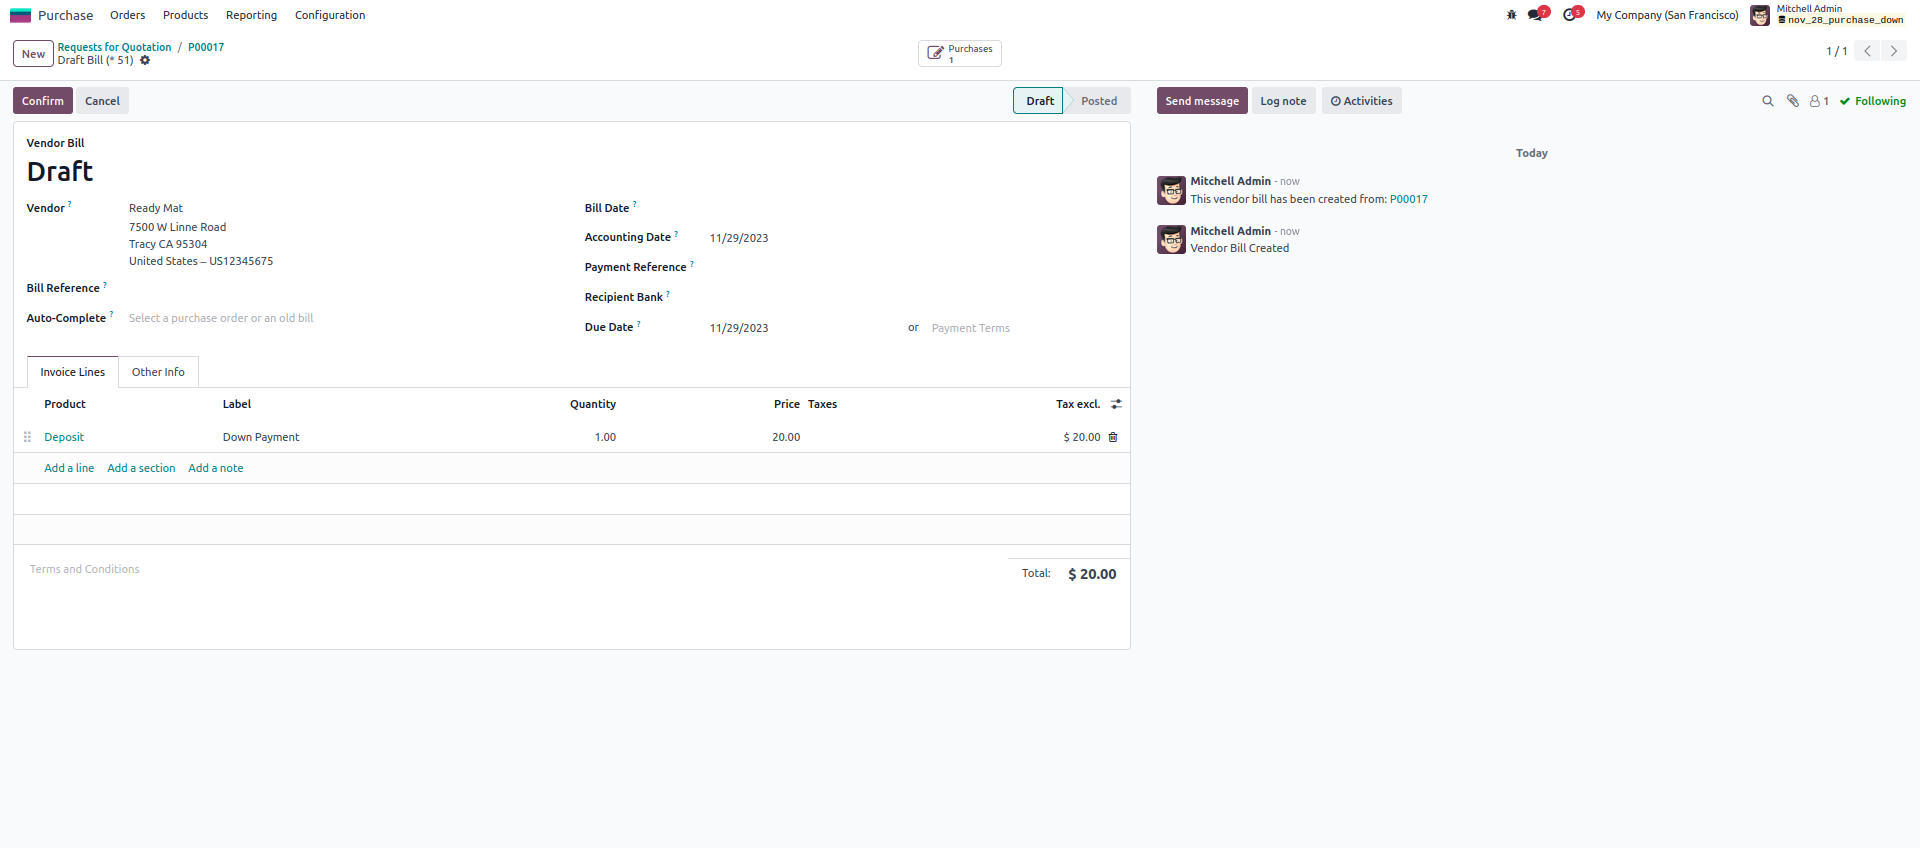 Purchase Orders Products Reporting Configuration
7 5 My Company (San Francisco) Mitchell Admin
nov_28_purchase_down
New Requests for Quotation / P00017
Draft Bill (* 51)
Purchases
1
1 / 1
Confirm Cancel Draft Posted
Send message Log note Activities 1 Following
Vendor Bill
Draft
Vendor ? Ready Mat
7500 W Linne Road
Tracy CA 95304
United States – US12345675
Bill Reference ?
Auto-Complete ? Select a purchase order or an old bill
Bill Date ?
Accounting Date ? 11/29/2023
Payment Reference ?
Recipient Bank ?
Due Date ? 11/29/2023 or Payment Terms
Invoice Lines Other Info
Product Label Quantity Price Taxes Tax excl.
Deposit Down Payment 1.00 20.00 $ 20.00
Add a line Add a section Add a note
Terms and Conditions
Total: $ 20.00
Today
Mitchell Admin - now
This vendor bill has been created from: P00017
Mitchell Admin - now
Vendor Bill Created